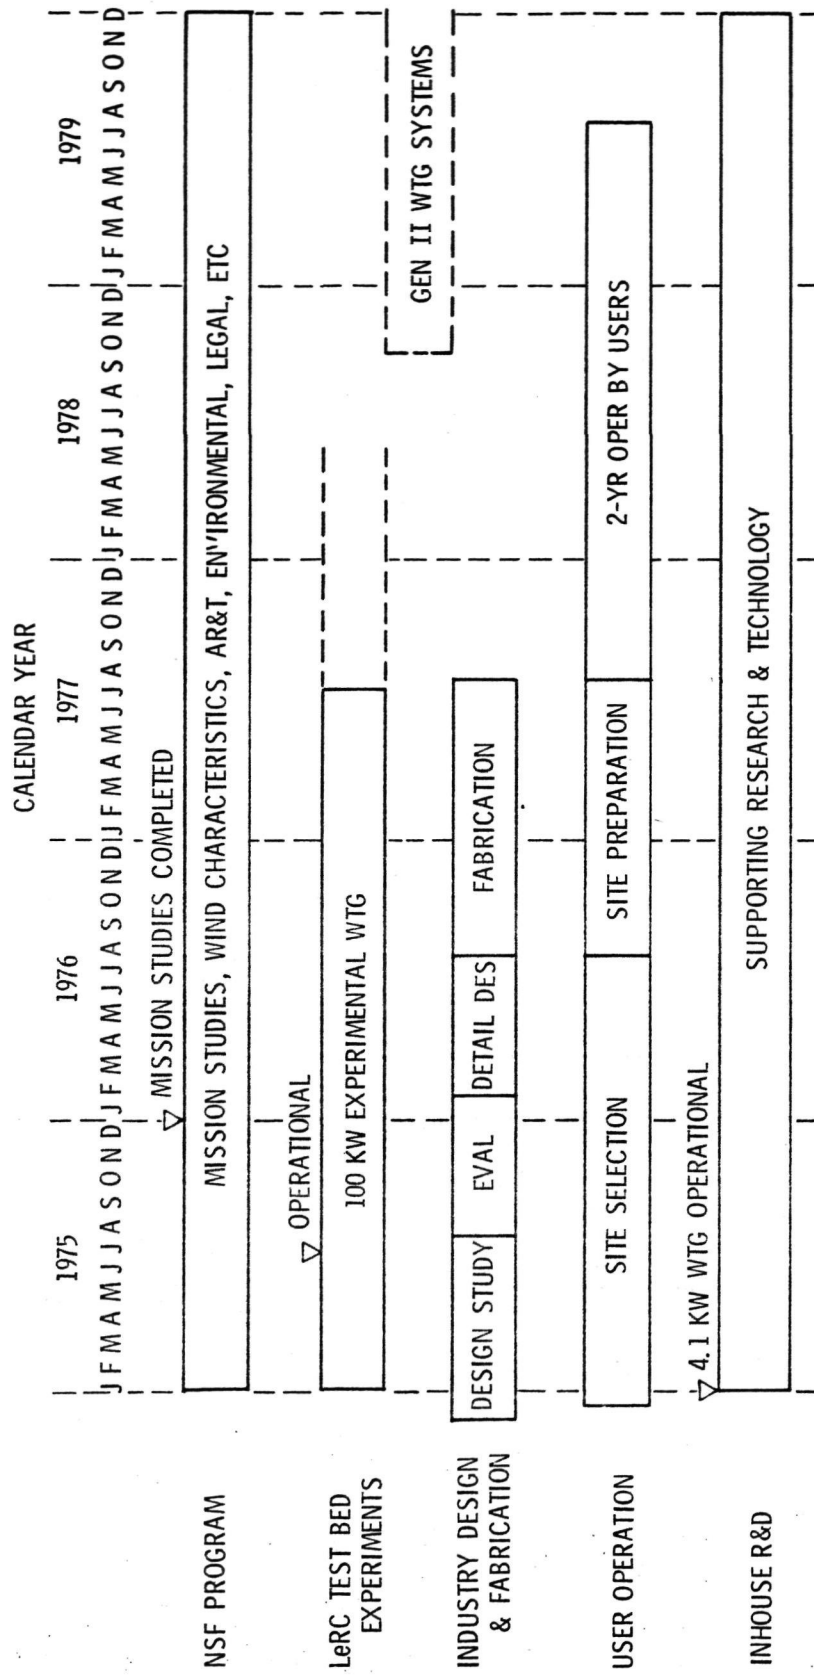 CALENDAR YEAR
1975 1976 1977 1978 1979
J F M A M J J A S O N D J F M A M J J A S O N D J F M A M J J A S O N D J F M A M J J A S O N D J F M A M J J A S O N D
▽ MISSION STUDIES COMPLETED
NSF PROGRAM
MISSION STUDIES, WIND CHARACTERISTICS, AR&T, EN''IRONMENTAL, LEGAL, ETC
▽ OPERATIONAL
LeRC TEST BED
EXPERIMENTS
100 KW EXPERIMENTAL WTG
GEN II WTG SYSTEMS
INDUSTRY DESIGN
& FABRICATION
DESIGN STUDY EVAL DETAIL DES FABRICATION
USER OPERATION
SITE SELECTION SITE PREPARATION 2-YR OPER BY USERS
▽ 4.1 KW WTG OPERATIONAL
INHOUSE R&D
SUPPORTING RESEARCH & TECHNOLOGY